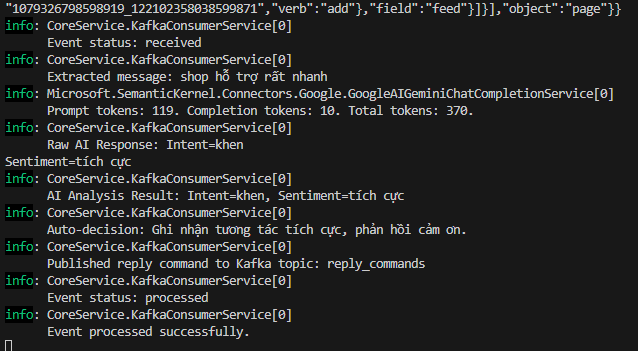 "1079326798598919_122102358038599871","verb":"add"},"field":"feed"}]}],"object":"page"}}
info: CoreService.KafkaConsumerService[0]
      Event status: received
info: CoreService.KafkaConsumerService[0]
      Extracted message: shop hỗ trợ rất nhanh
info: Microsoft.SemanticKernel.Connectors.Google.GoogleAIGeminiChatCompletionService[0]
      Prompt tokens: 119. Completion tokens: 10. Total tokens: 370.
info: CoreService.KafkaConsumerService[0]
      Raw AI Response: Intent=khen
Sentiment=tích cực
info: CoreService.KafkaConsumerService[0]
      AI Analysis Result: Intent=khen, Sentiment=tích cực
info: CoreService.KafkaConsumerService[0]
      Auto-decision: Ghi nhận tương tác tích cực, phản hồi cảm ơn.
info: CoreService.KafkaConsumerService[0]
      Published reply command to Kafka topic: reply_commands
info: CoreService.KafkaConsumerService[0]
      Event status: processed
info: CoreService.KafkaConsumerService[0]
      Event processed successfully.